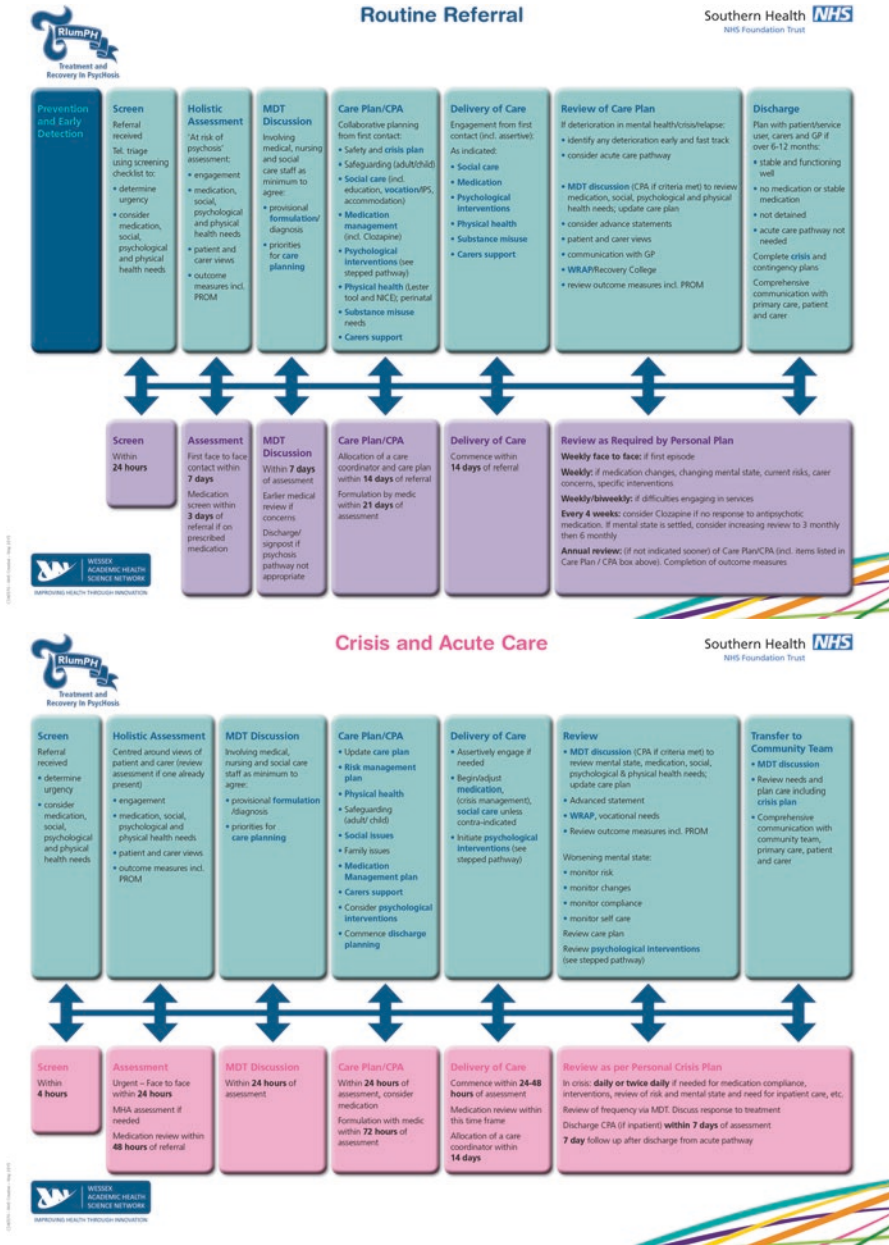 Routine Referral
TRIumPH
Treatment and
Recovery In PsycHosis
Southern Health NHS
NHS Foundation Trust
Prevention
and Early
Detection
Screen
Referral
received
Tel. triage
using screening
checklist to:
• determine
urgency
• consider
medication,
social,
psychological
and physical
health needs
Holistic
Assessment
'At risk of
psychosis'
assessment:
• engagement
• medication,
social,
psychological
and physical
health needs
• patient and
carer views
• outcome
measures incl.
PROM
MDT
Discussion
Involving
medical, nursing
and social
care staff as
minimum to
agree:
• provisional
formulation/
diagnosis
• priorities
for care
planning
Care Plan/CPA
Collaborative planning
from first contact:
• Safety and crisis plan
• Safeguarding (adult/child)
• Social care (incl.
education, vocation/IPS,
accommodation)
• Medication
management
(incl. Clozapine)
• Psychological
interventions (see
stepped pathway)
• Physical health (Lester
tool and NICE); perinatal
• Substance misuse
needs
• Carers support
Delivery of Care
Engagement from first
contact (incl. assertive):
As indicated:
• Social care
• Medication
• Psychological
interventions
• Physical health
• Substance misuse
• Carers support
Review of Care Plan
If deterioration in mental health/crisis/relapse:
• identify any deterioration early and fast track
• consider acute care pathway
• MDT discussion (CPA if criteria met) to review
medication, social, psychological and physical
health needs; update care plan
• consider advance statements
• patient and carer views
• communication with GP
• WRAP/Recovery College
• review outcome measures incl. PROM
Discharge
Plan with patient/service
user, carers and GP if
over 6-12 months:
• stable and functioning
well
• no medication or stable
medication
• not detained
• acute care pathway not
needed
Complete crisis and
contingency plans
Comprehensive
communication with
primary care, patient
and carer
Screen
Within
24 hours
Assessment
First face to face
contact within
7 days
Medication
screen within
3 days of
referral if on
prescribed
medication
MDT
Discussion
Within 7 days
of assessment
Earlier medical
review if
concerns
Discharge/
signpost if
psychosis
pathway not
appropriate
Care Plan/CPA
Allocation of a care
coordinator and care plan
within 14 days of referral
Formulation by medic
within 21 days of
assessment
Delivery of Care
Commence within
14 days of referral
Review as Required by Personal Plan
Weekly face to face: if first episode
Weekly: if medication changes, changing mental state, current risks, carer
concerns, specific interventions
Weekly/biweekly: if difficulties engaging in services
Every 4 weeks: consider Clozapine if no response to antipsychotic
medication. If mental state is settled, consider increasing review to 3 monthly
then 6 monthly
Annual review: (if not indicated sooner) of Care Plan/CPA (incl. items listed in
Care Plan / CPA box above). Completion of outcome measures
WESSEX
ACADEMIC HEALTH
SCIENCE NETWORK
IMPROVING HEALTH THROUGH INNOVATION
Crisis and Acute Care
TRIumPH
Treatment and
Recovery In PsycHosis
Southern Health NHS
NHS Foundation Trust
Screen
Referral
received
• determine
urgency
• consider
medication,
social,
psychological
and physical
health needs
Holistic Assessment
Centred around views of
patient and carer (review
assessment if one already
present)
• engagement
• medication, social,
psychological and
physical health needs
• patient and carer views
• outcome measures incl.
PROM
MDT Discussion
Involving medical,
nursing and social care
staff as minimum to
agree:
• provisional formulation
/diagnosis
• priorities for
care planning
Care Plan/CPA
• Update care plan
• Risk management
plan
• Physical health
• Safeguarding
(adult/ child)
• Social issues
• Family issues
• Medication
Management plan
• Carers support
• Consider psychological
interventions
• Commence discharge
planning
Delivery of Care
• Assertively engage if
needed
• Begin/adjust
medication,
(crisis management),
social care unless
contra-indicated
• Initiate psychological
interventions (see
stepped pathway)
Review
• MDT discussion (CPA if criteria met) to
review mental state, medication, social,
psychological & physical health needs;
update care plan
• Advanced statement
• WRAP, vocational needs
• Review outcome measures incl. PROM
Worsening mental state:
• monitor risk
• monitor changes
• monitor compliance
• monitor self care
Review care plan
Review psychological interventions
(see stepped pathway)
Transfer to
Community Team
• MDT discussion
• Review needs and
plan care including
crisis plan
• Comprehensive
communication with
community team,
primary care, patient
and carer
Screen
Within
4 hours
Assessment
Urgent – Face to face
within 24 hours
MHA assessment if
needed
Medication review within
48 hours of referral
MDT Discussion
Within 24 hours of
assessment
Care Plan/CPA
Within 24 hours of
assessment, consider
medication
Formulation with medic
within 72 hours of
assessment
Delivery of Care
Commence within 24-48
hours of assessment
Medication review within
this time frame
Allocation of a care
coordinator within
14 days
Review as per Personal Crisis Plan
In crisis: daily or twice daily if needed for medication compliance,
interventions, review of risk and mental state and need for inpatient care, etc.
Review of frequency via MDT. Discuss response to treatment
Discharge CPA (if inpatient) within 7 days of assessment
7 day follow up after discharge from acute pathway
WESSEX
ACADEMIC HEALTH
SCIENCE NETWORK
IMPROVING HEALTH THROUGH INNOVATION